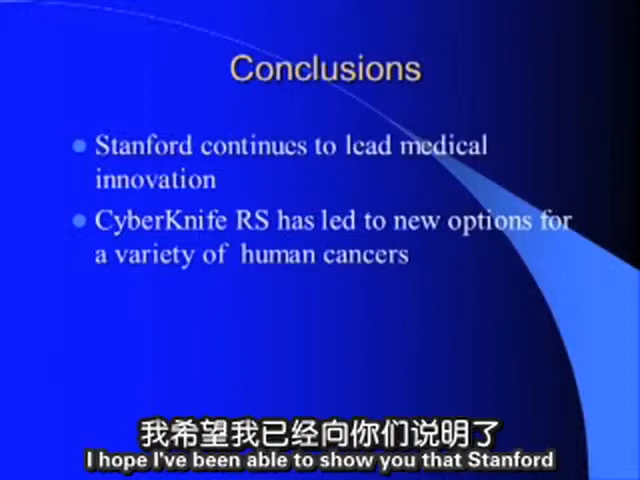 Conclusions
Stanford continues to lead medical
innovation
CyberKnife RS has led to new options for
a variety of human cancers
我希望我已经向你们说明了
I hope I've been able to show you that Stanford